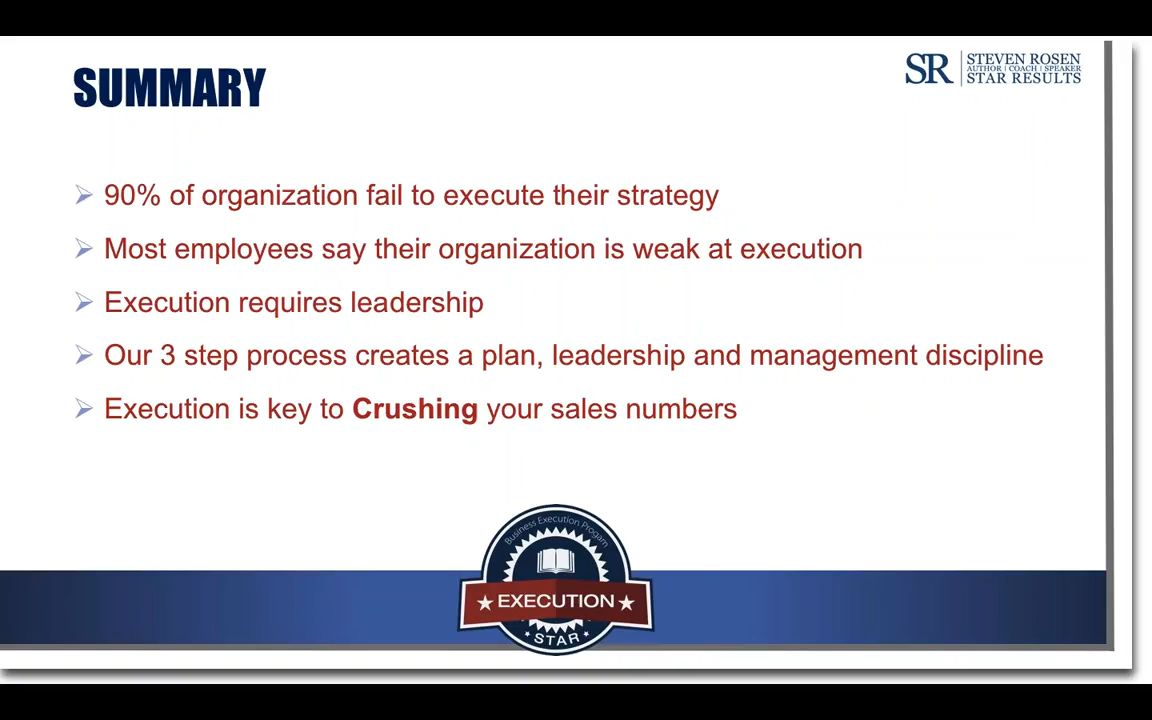 SUMMARY
SR
STEVEN ROSEN
AUTHOR | COACH | SPEAKER
STAR RESULTS
90% of organization fail to execute their strategy
Most employees say their organization is weak at execution
Execution requires leadership
Our 3 step process creates a plan, leadership and management discipline
Execution is key to Crushing your sales numbers
Business Execution Progam
EXECUTION
STAR